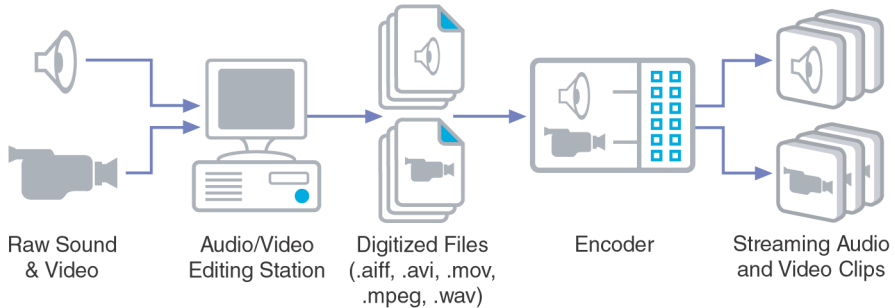 Raw Sound
& Video
Audio/Video
Editing Station
Digitized Files
(.aiff, .avi, .mov,
.mpeg, .wav)
Encoder
Streaming Audio
and Video Clips